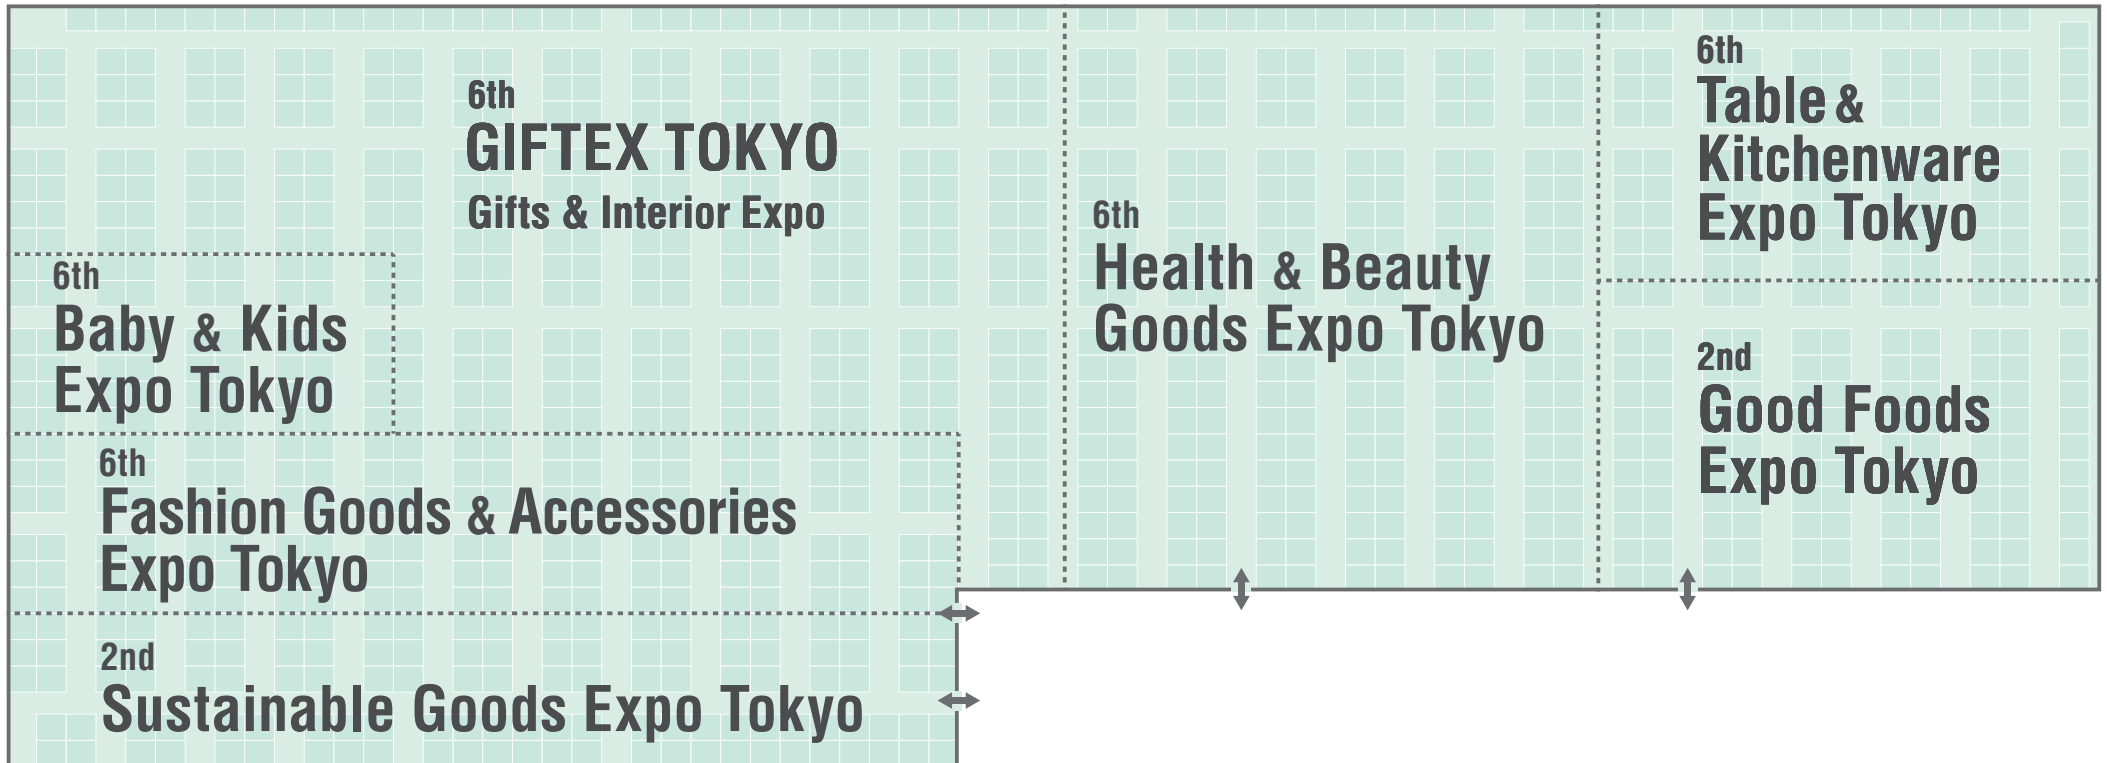 6th
GIFTEX TOKYO
Gifts & Interior Expo
6th
Baby & Kids
Expo Tokyo
6th
Fashion Goods & Accessories
Expo Tokyo
2nd
Sustainable Goods Expo Tokyo
6th
Health & Beauty
Goods Expo Tokyo
6th
Table &
Kitchenware
Expo Tokyo
2nd
Good Foods
Expo Tokyo